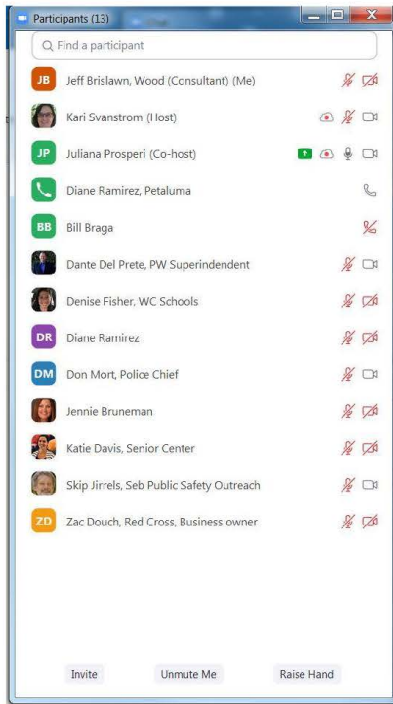 Participants (13)
Find a participant
JB Jeff Brislawn, Wood (Consultant) (Me)
Kari Svanstrom (Host)
JP Juliana Prosperi (Co-host)
Diane Ramirez, Petaluma
BB Bill Braga
Dante Del Prete, PW Superindendent
Denise Fisher, WC Schools
DR Diane Ramirez
DM Don Mort, Police Chief
Jennie Bruneman
Katie Davis, Senior Center
Skip Jirrels, Seb Public Safety Outreach
ZD Zac Douch, Red Cross, Business owner
Invite Unmute Me Raise Hand